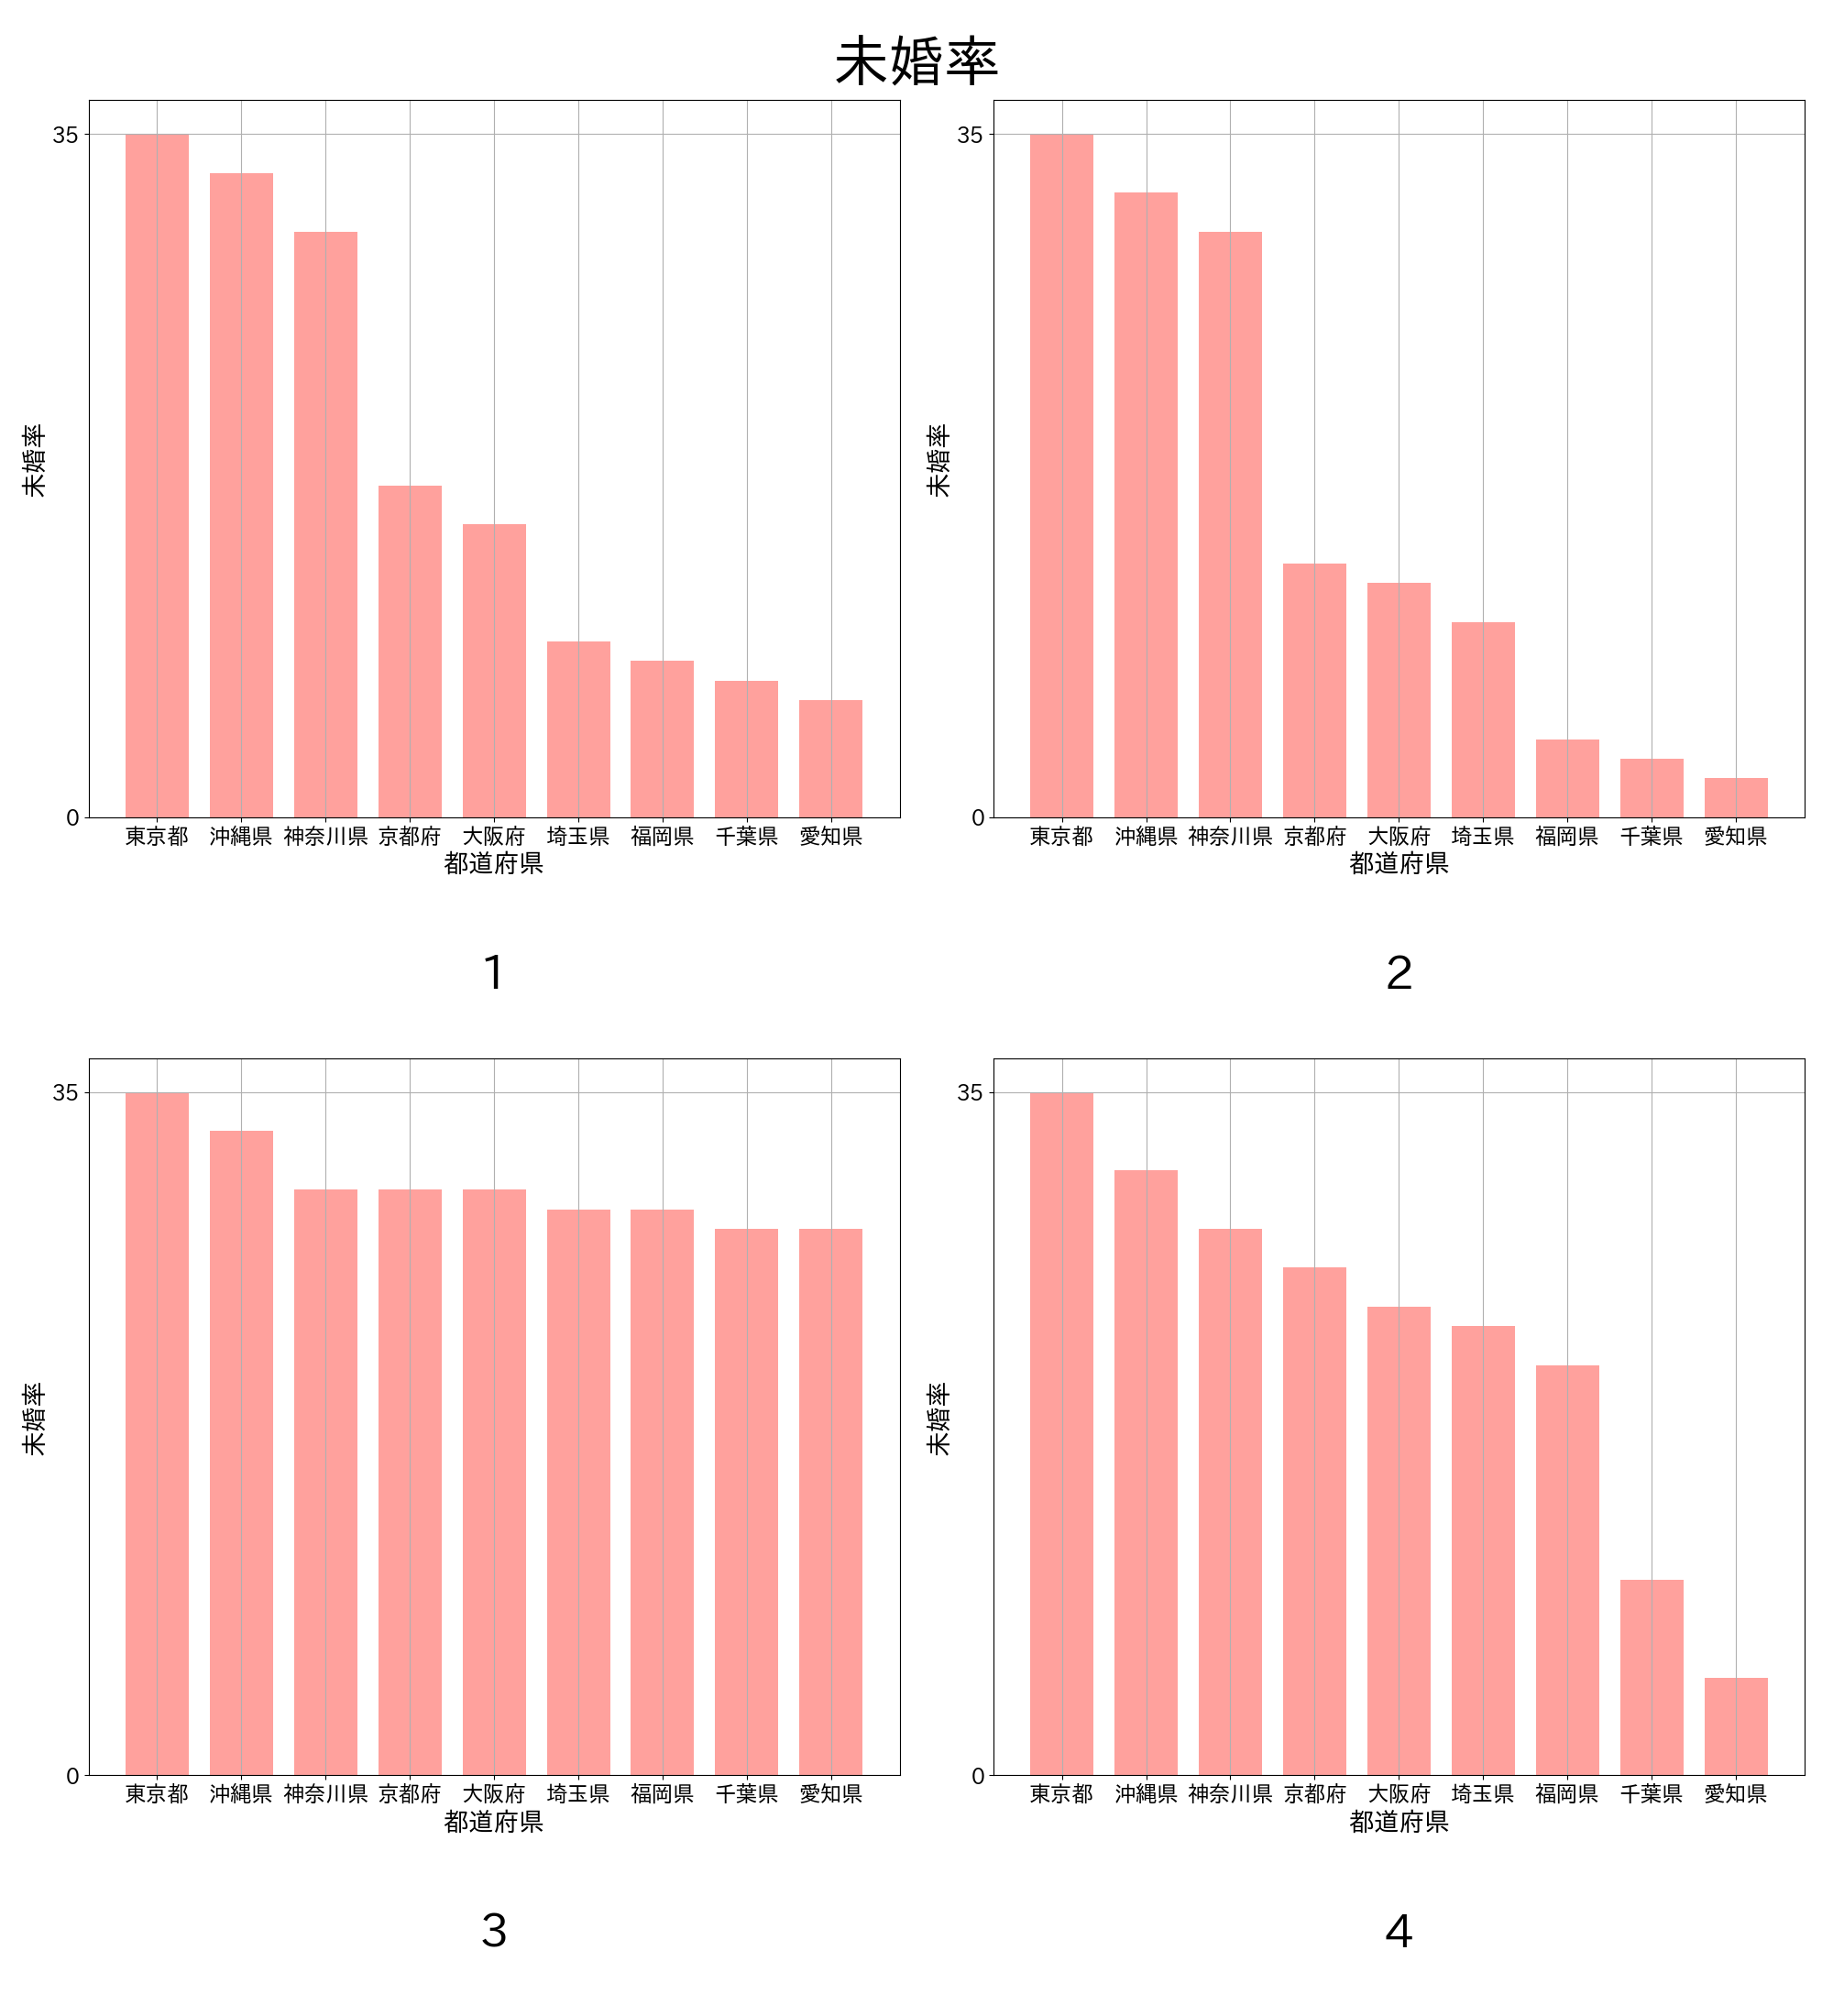 未婚率
35
0
未婚率
東京都 沖縄県 神奈川県 京都府 大阪府 埼玉県 福岡県 千葉県 愛知県
都道府県
1
35
0
未婚率
東京都 沖縄県 神奈川県 京都府 大阪府 埼玉県 福岡県 千葉県 愛知県
都道府県
2
35
0
未婚率
東京都 沖縄県 神奈川県 京都府 大阪府 埼玉県 福岡県 千葉県 愛知県
都道府県
3
35
0
未婚率
東京都 沖縄県 神奈川県 京都府 大阪府 埼玉県 福岡県 千葉県 愛知県
都道府県
4